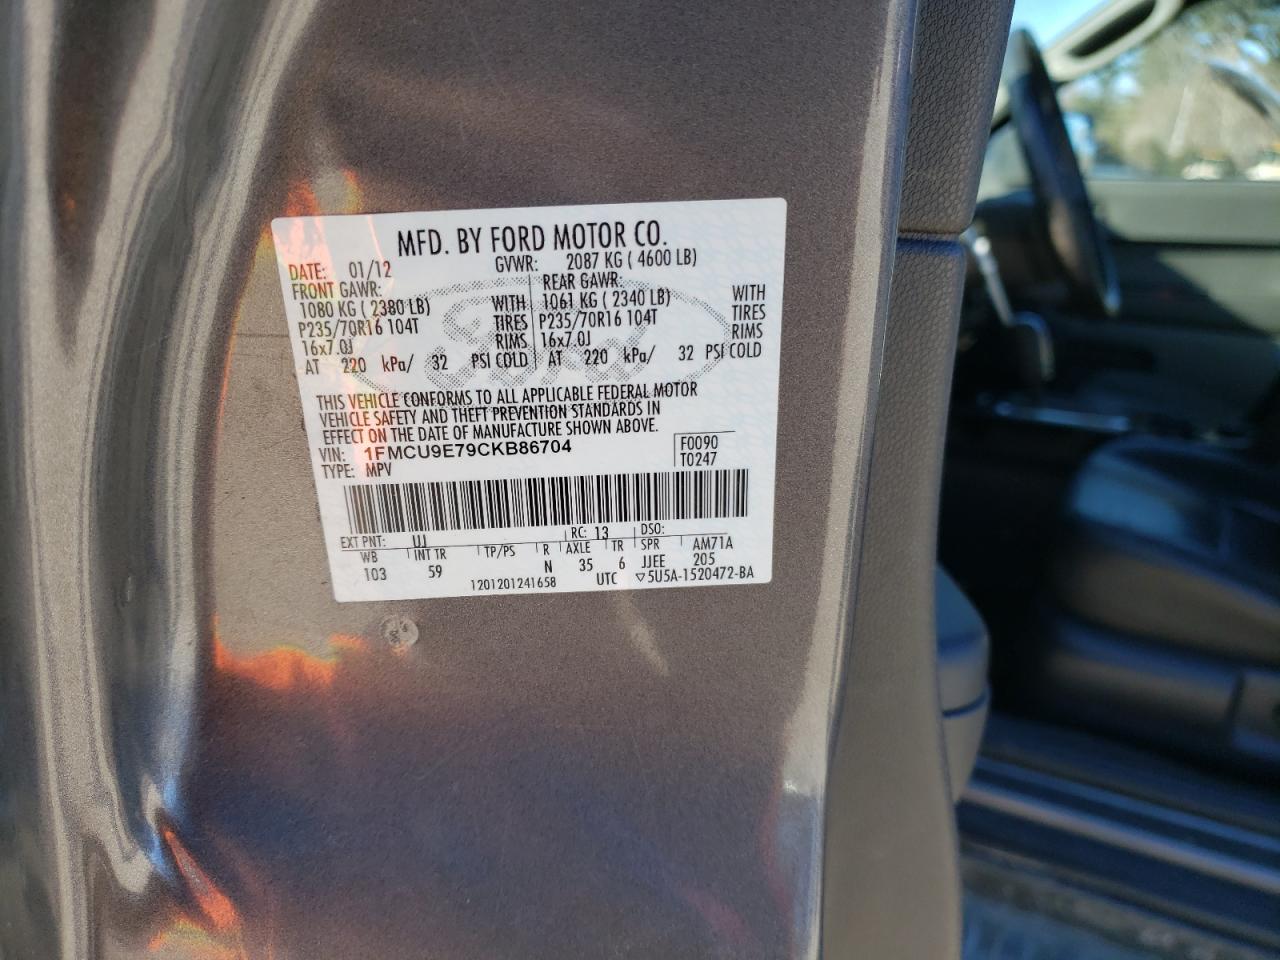 MFD. BY FORD MOTOR CO.
DATE: 01/12 GVWR: 2087 KG ( 4600 LB)
FRONT GAWR: REAR GAWR:
1080 KG ( 2380 LB) WITH 1061 KG ( 2340 LB) WITH
P235/70R16 104T TIRES P235/70R16 104T TIRES
16x7.0J RIMS 16x7.0J RIMS
AT 220 kPa/ 32 PSI COLD AT 220 kPa/ 32 PSI COLD
Ford
THIS VEHICLE CONFORMS TO ALL APPLICABLE FEDERAL MOTOR
VEHICLE SAFETY AND THEFT PREVENTION STANDARDS IN
EFFECT ON THE DATE OF MANUFACTURE SHOWN ABOVE.
VIN: 1FMCU9E79CKB86704 F0090
TYPE: MPV T0247
EXT PNT: UJ RC: 13 DSO:
WB INT TR TP/PS R AXLE TR SPR AM71A
103 59 N 35 6 JJEE 205
1201201241658 UTC ▽5U5A-1520472-BA